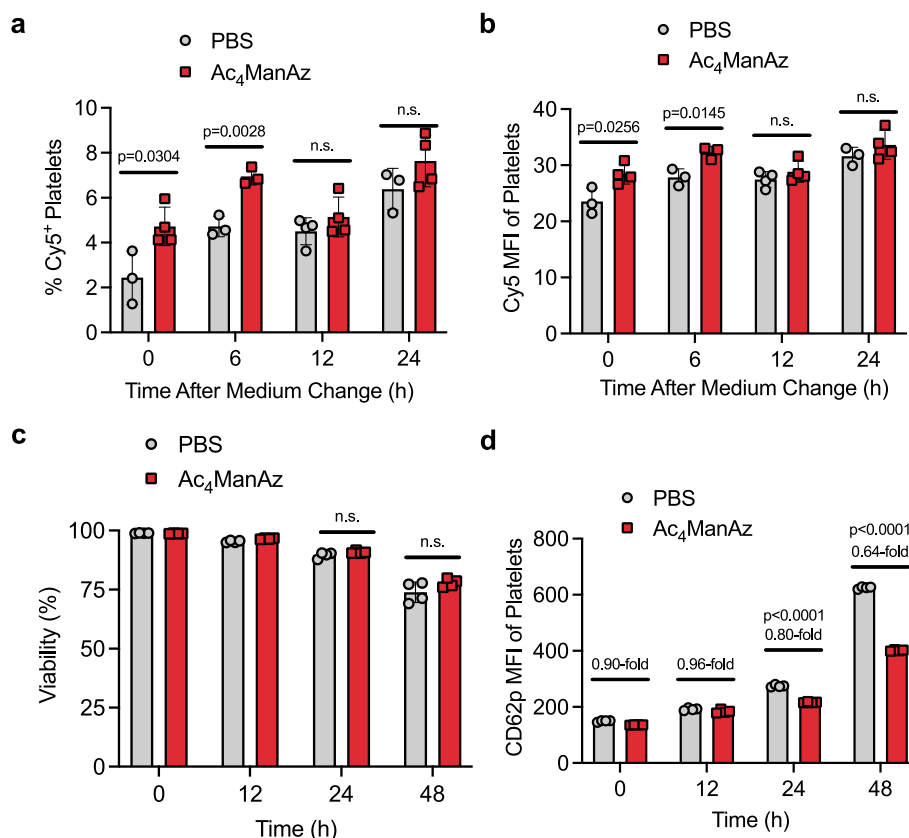 a
PBS
Ac₄ManAz
% Cy5⁺ Platelets
10
8
6
4
2
0
p=0.0304
p=0.0028
n.s.
n.s.
0
6
12
24
Time After Medium Change (h)
b
PBS
Ac₄ManAz
Cy5 MFI of Platelets
40
30
20
10
0
p=0.0256
p=0.0145
n.s.
n.s.
0
6
12
24
Time After Medium Change (h)
c
PBS
Ac₄ManAz
Viability (%)
100
75
50
25
0
n.s.
n.s.
0
12
24
48
Time (h)
d
PBS
Ac₄ManAz
CD62p MFI of Platelets
800
600
400
200
0
0.90-fold
0.96-fold
p<0.0001
0.80-fold
p<0.0001
0.64-fold
0
12
24
48
Time (h)